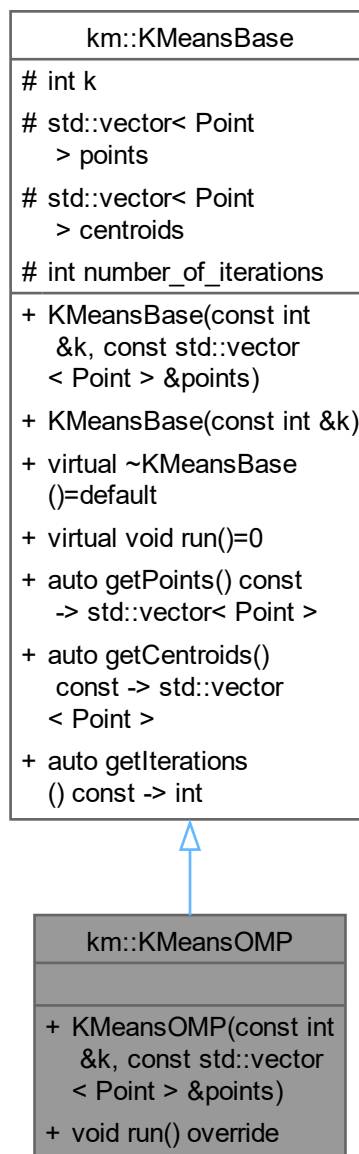 km::KMeansBase
# int k
# std::vector< Point
> points
# std::vector< Point
> centroids
# int number_of_iterations
+ KMeansBase(const int
&k, const std::vector
< Point > &points)
+ KMeansBase(const int &k)
+ virtual ~KMeansBase
()=default
+ virtual void run()=0
+ auto getPoints() const
-> std::vector< Point >
+ auto getCentroids()
const -> std::vector
< Point >
+ auto getIterations
() const -> int
km::KMeansOMP
+ KMeansOMP(const int
&k, const std::vector
< Point > &points)
+ void run() override